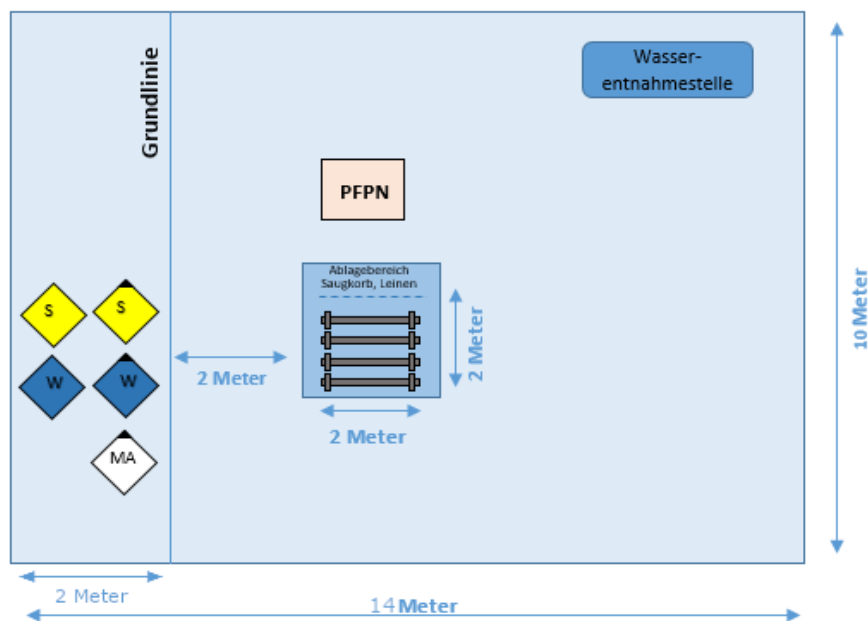 Grundlinie
Wasser-
entnahmestelle
PFPN
Ablagebereich
Saugkorb, Leinen
S
S
W
W
MA
2 Meter
2 Meter
2 Meter
10 Meter
2 Meter
14 Meter